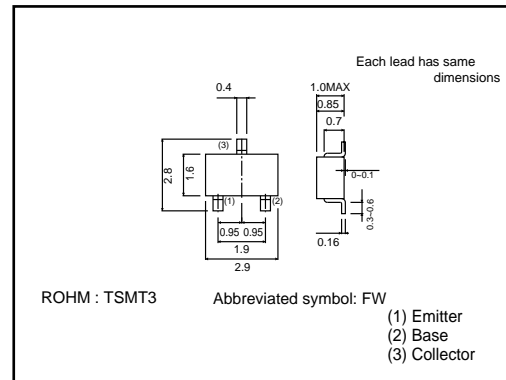 Each lead has same
dimensions
0.4
1.0MAX
0.85
0.7
(3)
2.8
1.6
0~0.1
(1)
(2)
0.3~0.6
0.95 0.95
0.16
1.9
2.9
ROHM : TSMT3 Abbreviated symbol: FW
(1) Emitter
(2) Base
(3) Collector